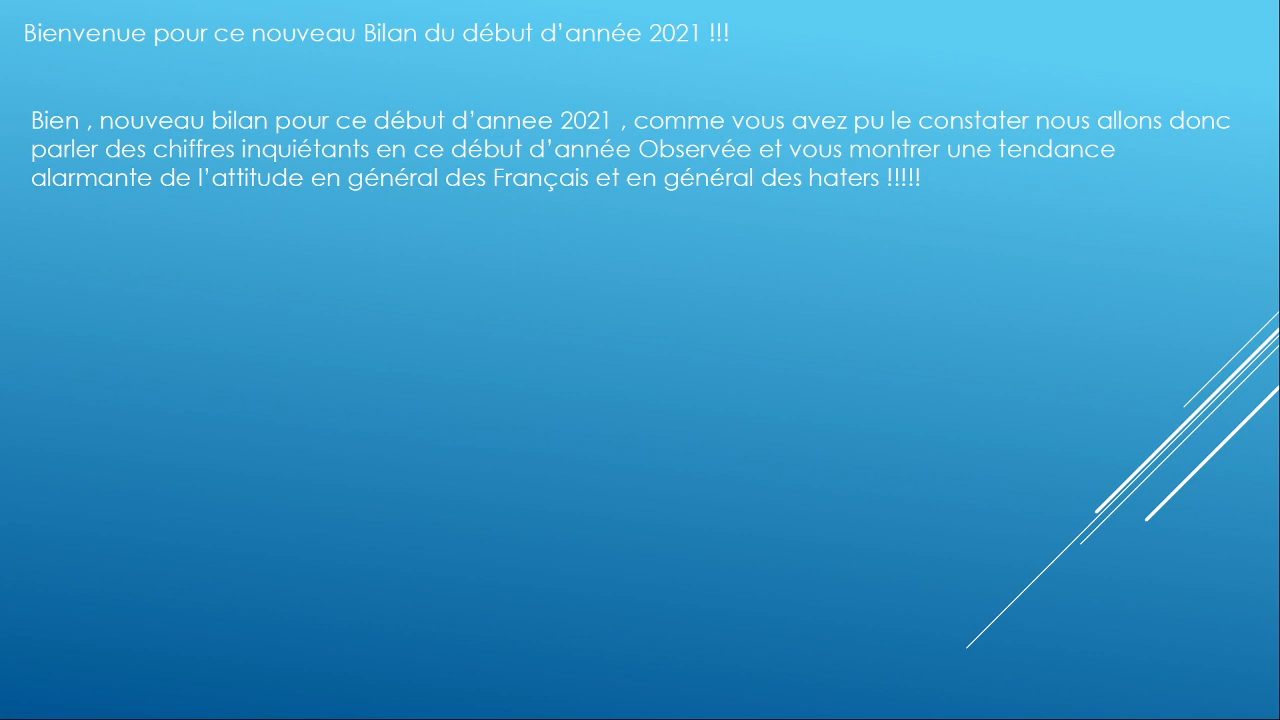 Bienvenue pour ce nouveau Bilan du début d’année 2021 !!!
Bien , nouveau bilan pour ce début d’annee 2021 , comme vous avez pu le constater nous allons donc
parler des chiffres inquiétants en ce début d’année Observée et vous montrer une tendance
alarmante de l’attitude en général des Français et en général des haters !!!!!